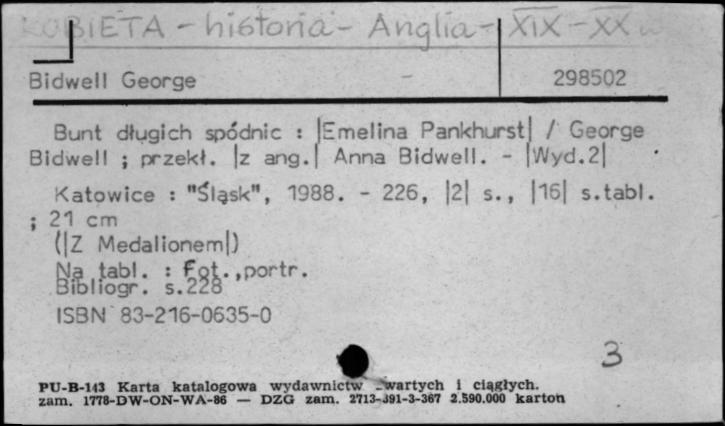 KOBIETA - historia - Anglia - XIX - XX w
Bidwell George - 298502
Bunt długich spódnic : |Emelina Pankhurst| / George
Bidwell ; przekł. |z ang.| Anna Bidwell. - |Wyd.2|
Katowice : "Śląsk", 1988. - 226, |2| s., |16| s.tabl.
; 21 cm
(|Z Medalionem|)
Na tabl. : Fot.,portr.
Bibliogr. s.228
ISBN 83-216-0635-0
3
PU-B-143 Karta katalogowa wydawnictw zwartych i ciągłych.
zam. 1778-DW-ON-WA-86 — DZG zam. 2713-391-3-367 2.590.000 karton